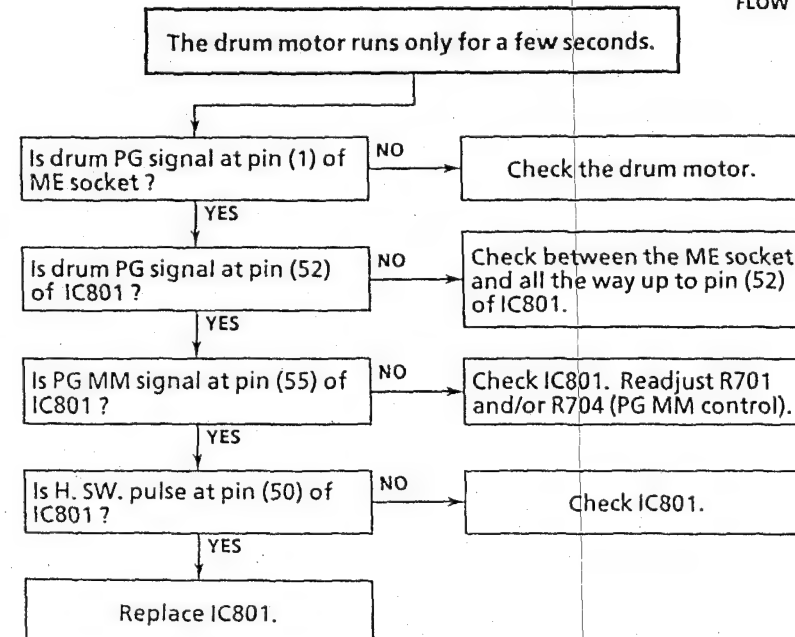 FLOW
The drum motor runs only for a few seconds.
Is drum PG signal at pin (1) of
ME socket ?
NO
Check the drum motor.
YES
Is drum PG signal at pin (52)
of IC801 ?
NO
Check between the ME socket
and all the way up to pin (52)
of IC801.
YES
Is PG MM signal at pin (55) of
IC801 ?
NO
Check IC801. Readjust R701
and/or R704 (PG MM control).
YES
Is H. SW. pulse at pin (50) of
IC801 ?
NO
Check IC801.
YES
Replace IC801.